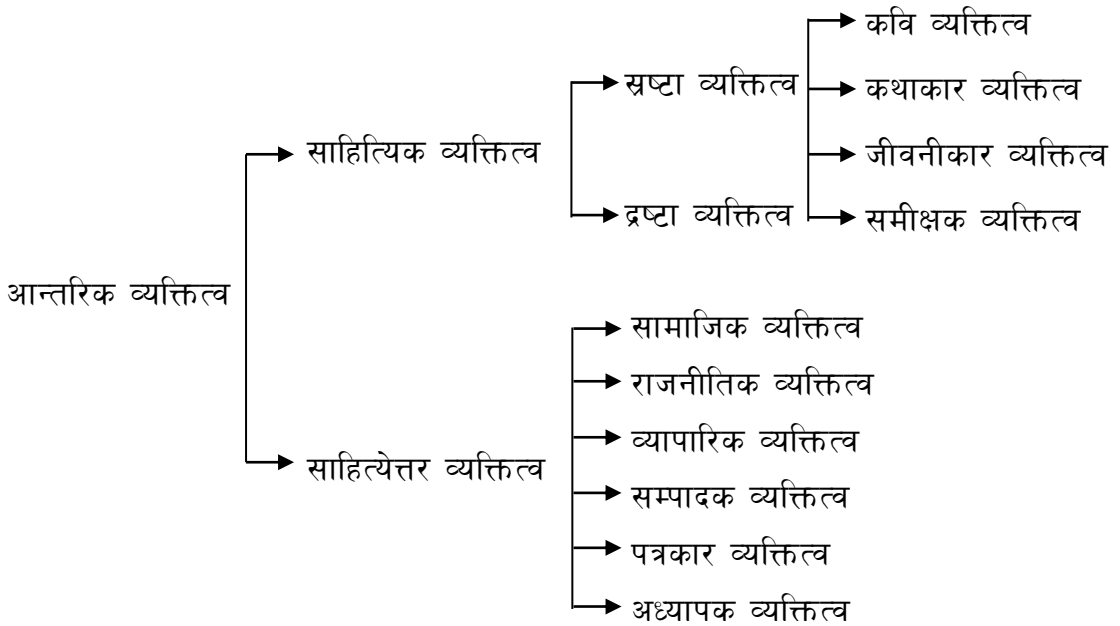 कवि व्यक्तित्व
स्रष्टा व्यक्तित्व
कथाकार व्यक्तित्व
साहित्यिक व्यक्तित्व
जीवनीकार व्यक्तित्व
द्रष्टा व्यक्तित्व
समीक्षक व्यक्तित्व
आन्तरिक व्यक्तित्व
सामाजिक व्यक्तित्व
राजनीतिक व्यक्तित्व
व्यापारिक व्यक्तित्व
साहित्येत्तर व्यक्तित्व
सम्पादक व्यक्तित्व
पत्रकार व्यक्तित्व
अध्यापक व्यक्तित्व